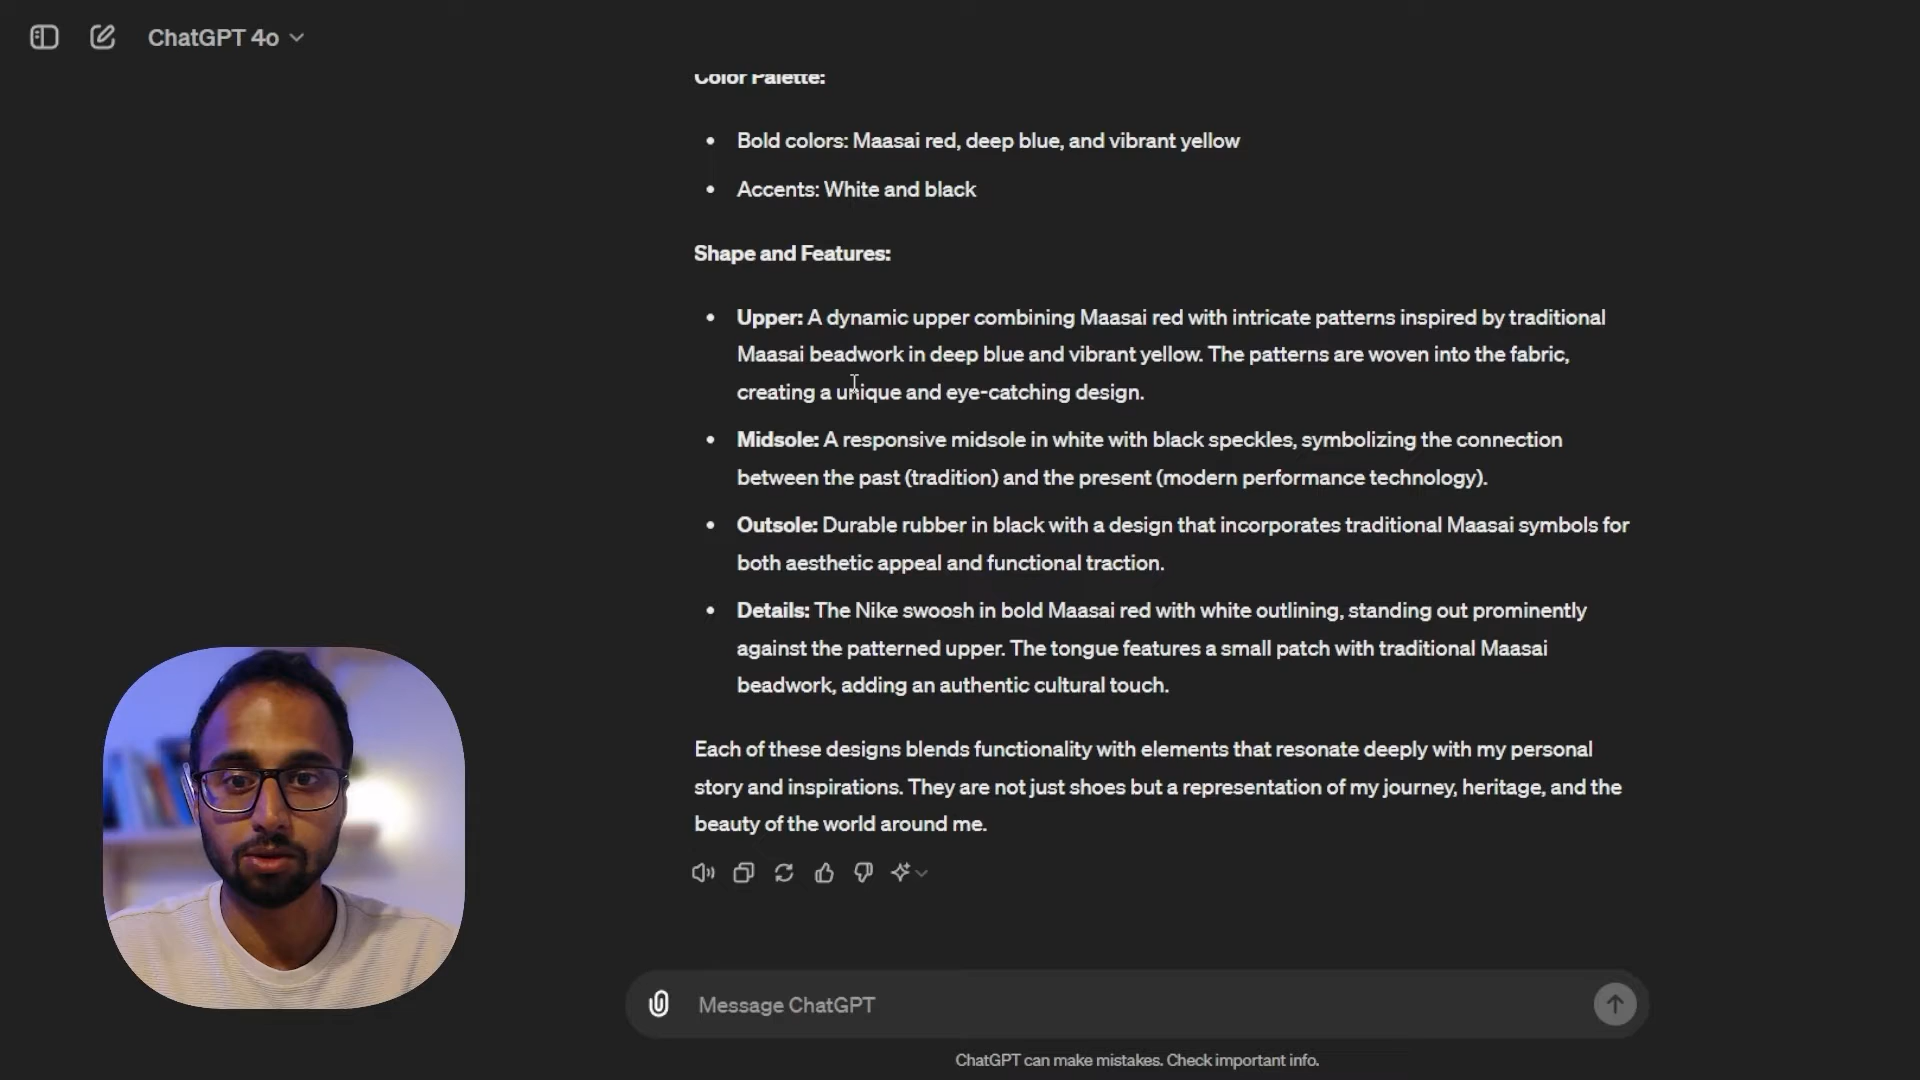 ChatGPT 4o
Color Palette:
Bold colors: Maasai red, deep blue, and vibrant yellow
Accents: White and black
Shape and Features:
Upper: A dynamic upper combining Maasai red with intricate patterns inspired by traditional
Maasai beadwork in deep blue and vibrant yellow. The patterns are woven into the fabric,
creating a unique and eye-catching design.
Midsole: A responsive midsole in white with black speckles, symbolizing the connection
between the past (tradition) and the present (modern performance technology).
Outsole: Durable rubber in black with a design that incorporates traditional Maasai symbols for
both aesthetic appeal and functional traction.
Details: The Nike swoosh in bold Maasai red with white outlining, standing out prominently
against the patterned upper. The tongue features a small patch with traditional Maasai
beadwork, adding an authentic cultural touch.
Each of these designs blends functionality with elements that resonate deeply with my personal
story and inspirations. They are not just shoes but a representation of my journey, heritage, and the
beauty of the world around me.
Message ChatGPT
ChatGPT can make mistakes. Check important info.